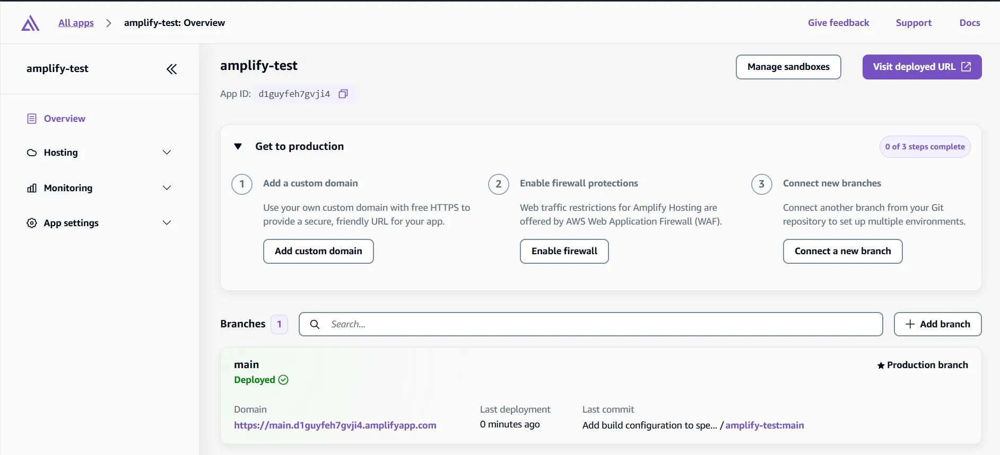 All apps
amplify-test: Overview
Give feedback
Support
Docs
amplify-test
Overview
Hosting
Monitoring
App settings
amplify-test
Manage sandboxes
Visit deployed URL
App ID: d1guyfeh7gvji4
Get to production
0 of 3 steps complete
1
Add a custom domain
Use your own custom domain with free HTTPS to
provide a secure, friendly URL for your app.
Add custom domain
2
Enable firewall protections
Web traffic restrictions for Amplify Hosting are
offered by AWS Web Application Firewall (WAF).
Enable firewall
3
Connect new branches
Connect another branch from your Git
repository to set up multiple environments.
Connect a new branch
Branches 1
Search...
Add branch
main
Deployed
★ Production branch
Domain
https://main.d1guyfeh7gvji4.amplifyapp.com
Last deployment
0 minutes ago
Last commit
Add build configuration to spe... / amplify-test:main